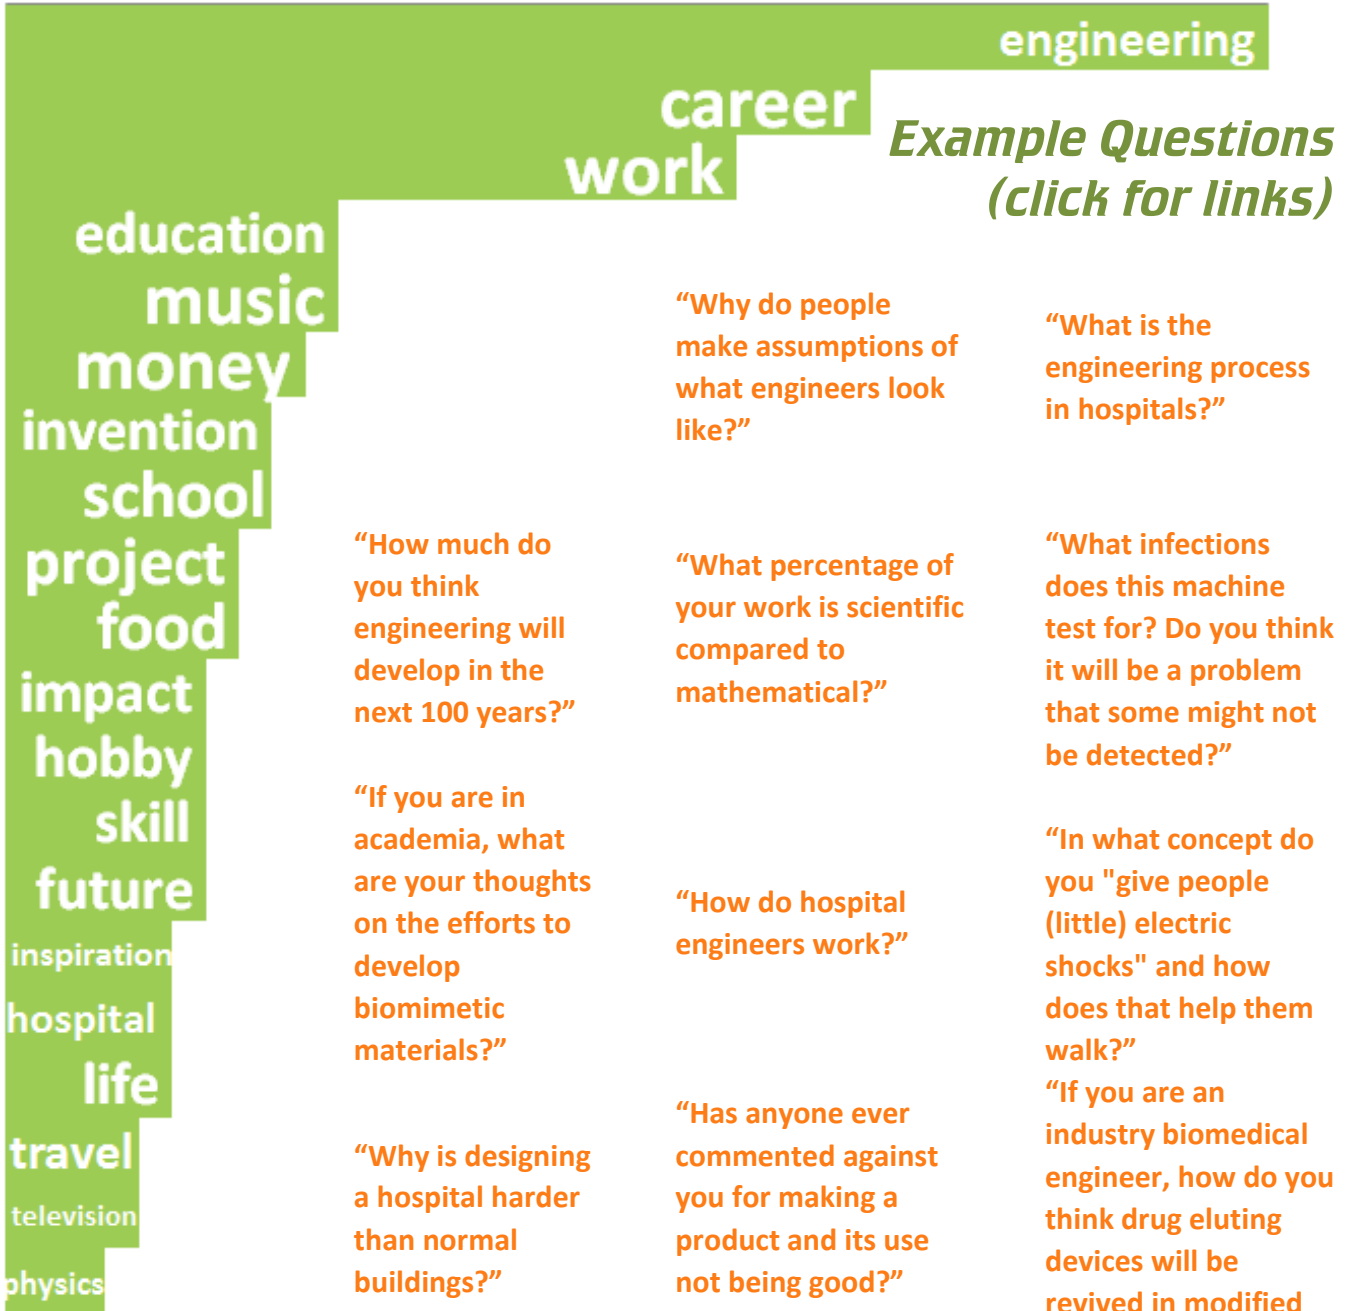 engineering
career
work
education
music
money
invention
school
project
food
impact
hobby
skill
future
inspiration
hospital
life
travel
television
physics
Example Questions
(click for links)
“How much do
you think
engineering will
develop in the
next 100 years?”
“If you are in
academia, what
are your thoughts
on the efforts to
develop
biomimetic
materials?”
“Why is designing
a hospital harder
than normal
buildings?”
“Why do people
make assumptions of
what engineers look
like?”
“What percentage of
your work is scientific
compared to
mathematical?”
“How do hospital
engineers work?”
“Has anyone ever
commented against
you for making a
product and its use
not being good?”
“What is the
engineering process
in hospitals?”
“What infections
does this machine
test for? Do you think
it will be a problem
that some might not
be detected?”
“In what concept do
you "give people
(little) electric
shocks" and how
does that help them
walk?”
“If you are an
industry biomedical
engineer, how do you
think drug eluting
devices will be
revived in modified